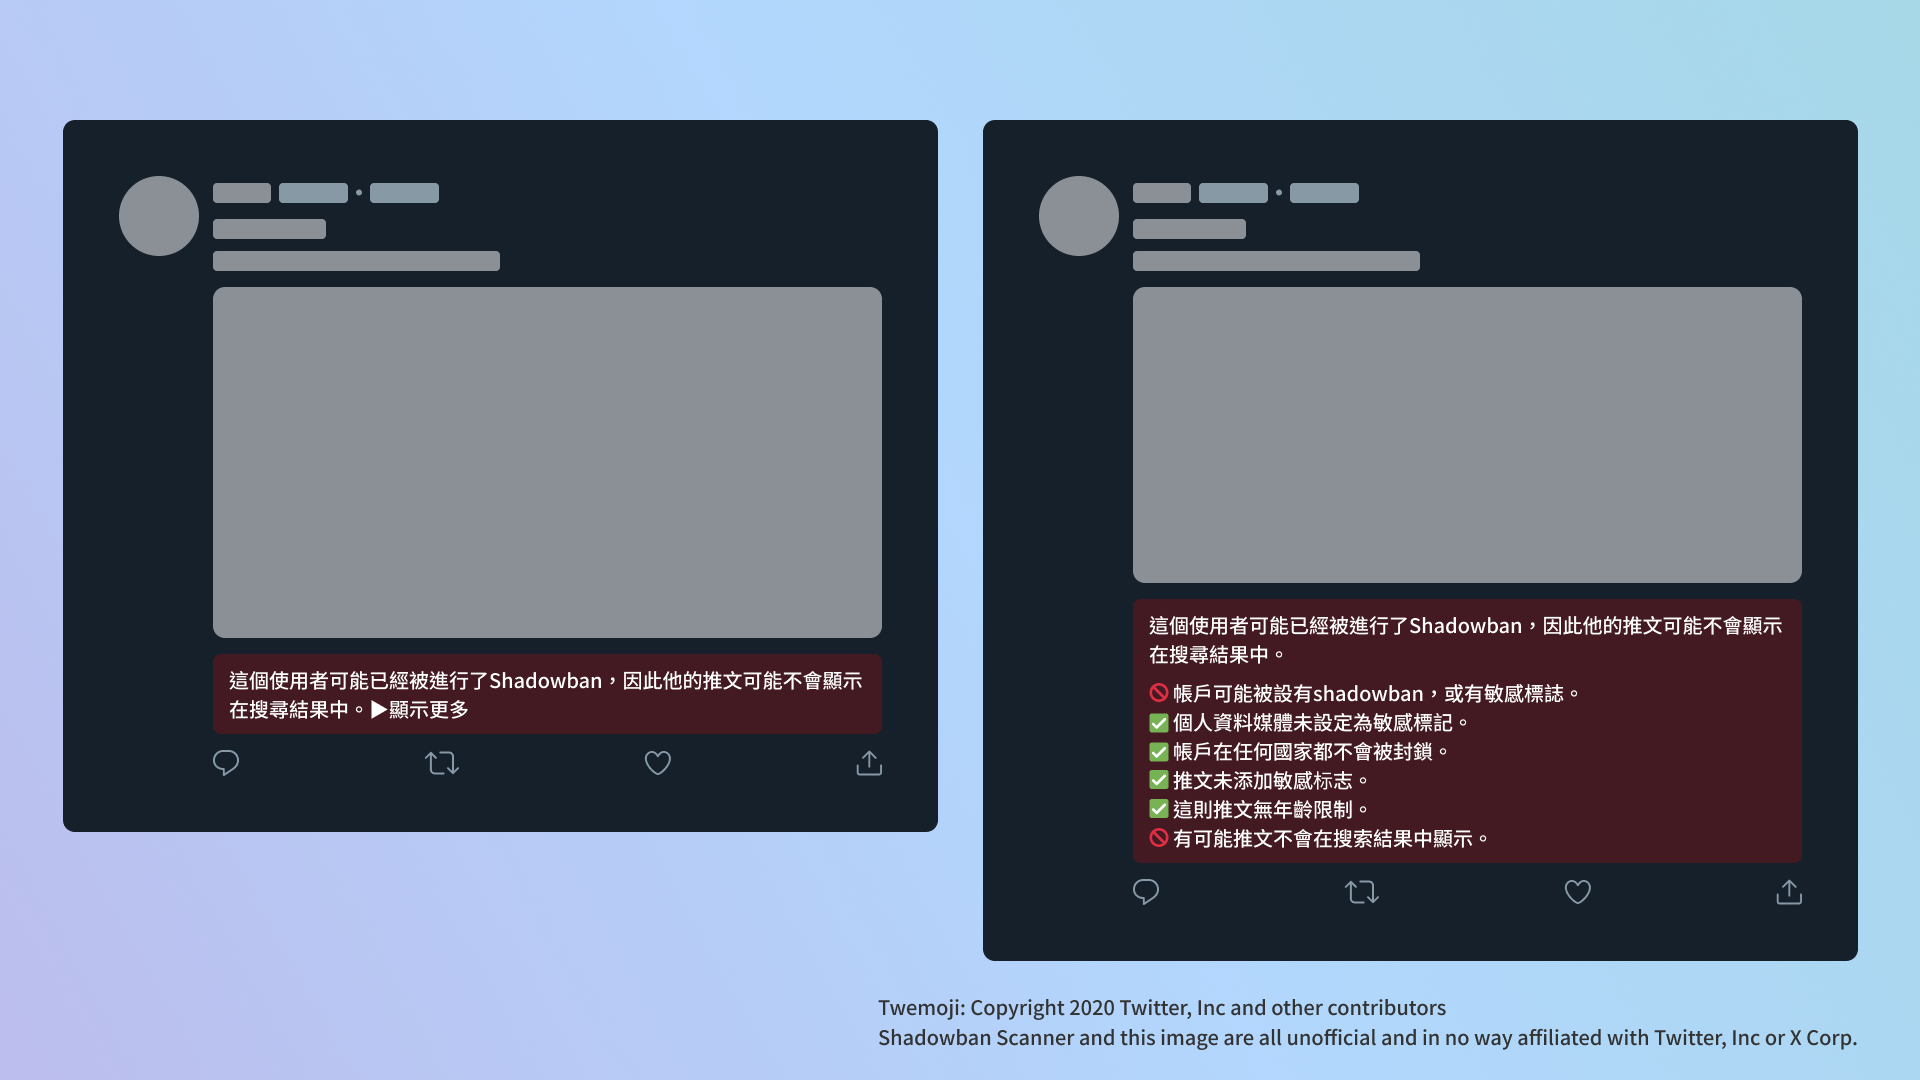 這個使用者可能已經被進行了Shadowban，因此他的推文可能不會顯示
在搜尋結果中。▶顯示更多
這個使用者可能已經被進行了Shadowban，因此他的推文可能不會顯示
在搜尋結果中。
🚫帳戶可能被設有shadowban，或有敏感標誌。
✅個人資料媒體未設定為敏感標記。
✅帳戶在任何國家都不會被封鎖。
✅推文未添加敏感标志。
✅這則推文無年齡限制。
🚫有可能推文不會在搜索結果中顯示。
Twemoji: Copyright 2020 Twitter, Inc and other contributors
Shadowban Scanner and this image are all unofficial and in no way affiliated with Twitter, Inc or X Corp.